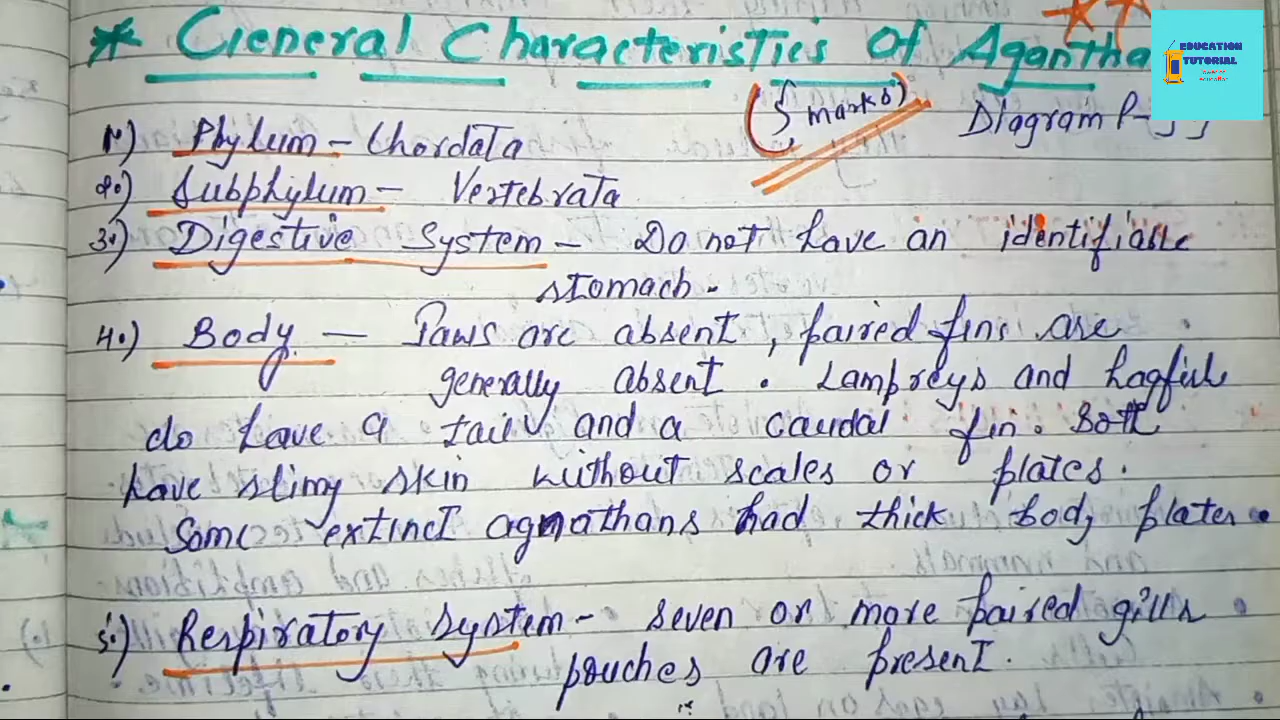 * General Characteristics Of Agantha
(5 marks)
Diagram P-
1.) Phylum - Chordata
2.) Subphylum - Vertebrata
3.) Digestive System - Do not have an identifiable
stomach.
4.) Body - Jaws are absent, paired fins are
generally absent. Lampreys and hagfish
do have a tail and a caudal fin. Both
have slimy skin without scales or plates.
Some extinct agnathans had thick body plates.
5.) Respiratory System - seven or more paired gills
pouches are present.
EDUCATION
TUTORIAL